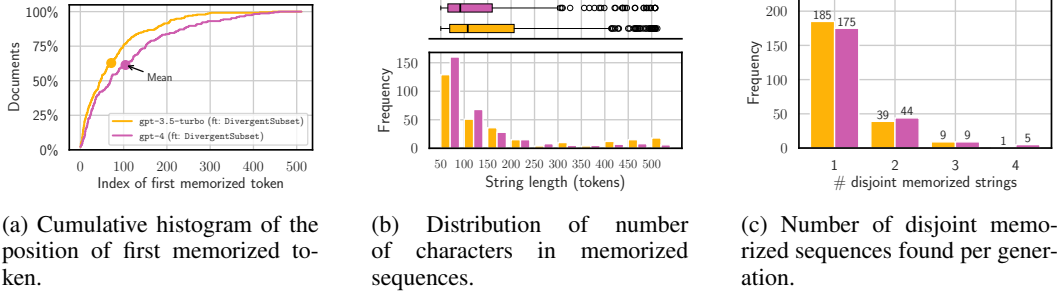 100%
75%
50%
25%
0%
Documents
Mean
gpt-3.5-turbo (ft: DivergentSubset)
gpt-4 (ft: DivergentSubset)
0 100 200 300 400 500
Index of first memorized token
150
100
50
0
Frequency
50 100 150 200 250 300 350 400 450 500
String length (tokens)
200
150
100
50
0
Frequency
185 175
39 44
9 9
1 5
1 2 3 4
# disjoint memorized strings
(a) Cumulative histogram of the
position of first memorized to-
ken.
(b) Distribution of number
of characters in memorized
sequences.
(c) Number of disjoint memo-
rized sequences found per gener-
ation.